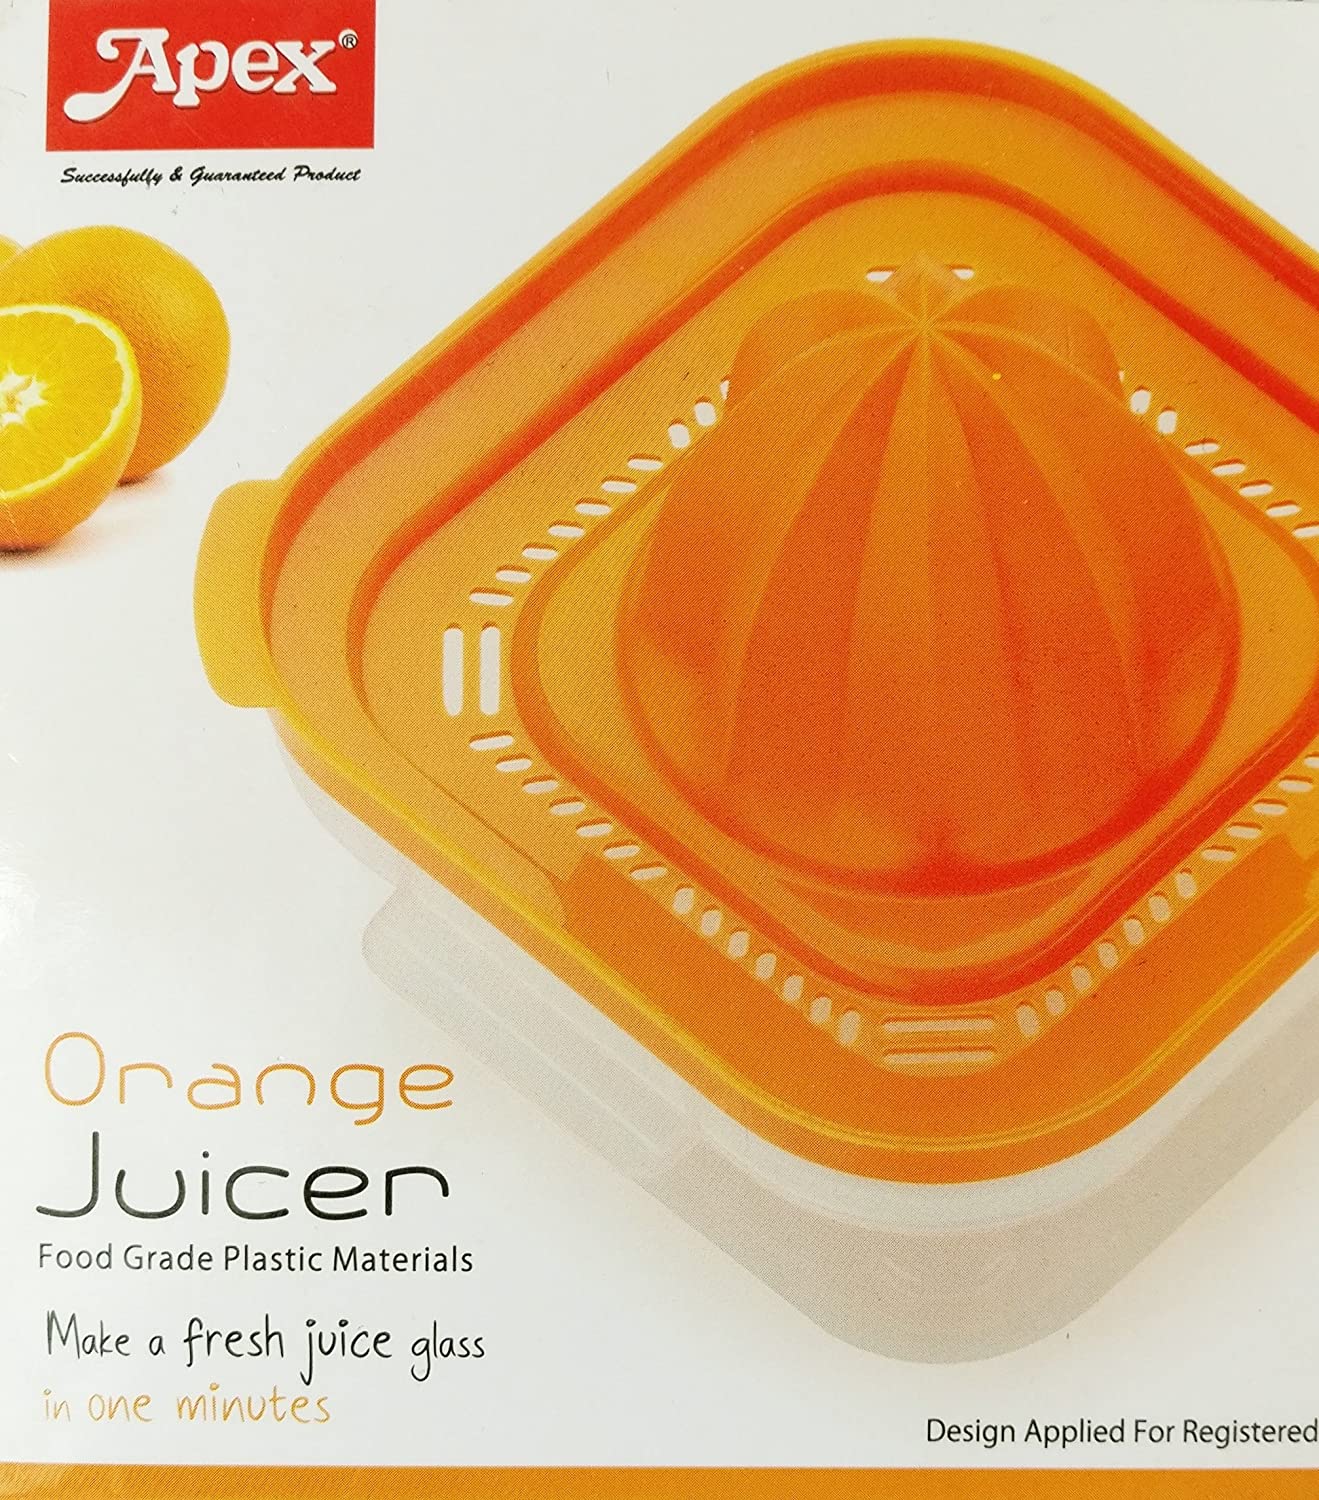 Apex®
Successfully & Guaranteed Product
Orange
Juicer
Food Grade Plastic Materials
Make a fresh juice glass
in one minutes
Design Applied For Registered